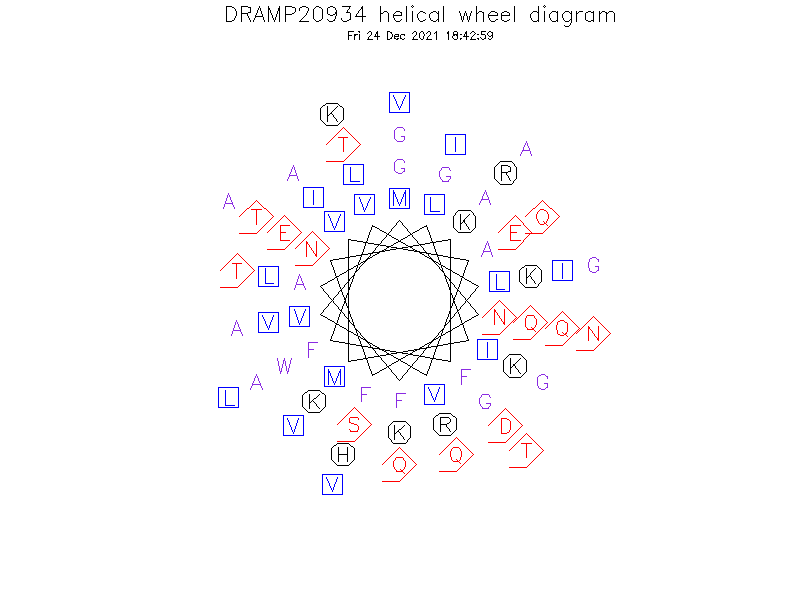 DRAMP20934 helical wheel diagram
Fri 24 Dec 2021 18:42:59
V
K
G I A
T
L G G R
A I V V M L A K
A T E N E Q
T L A A L K I G
A V V N Q Q N
F I
A W M F K G
L K F F V G
V S K R D T
H Q Q
V